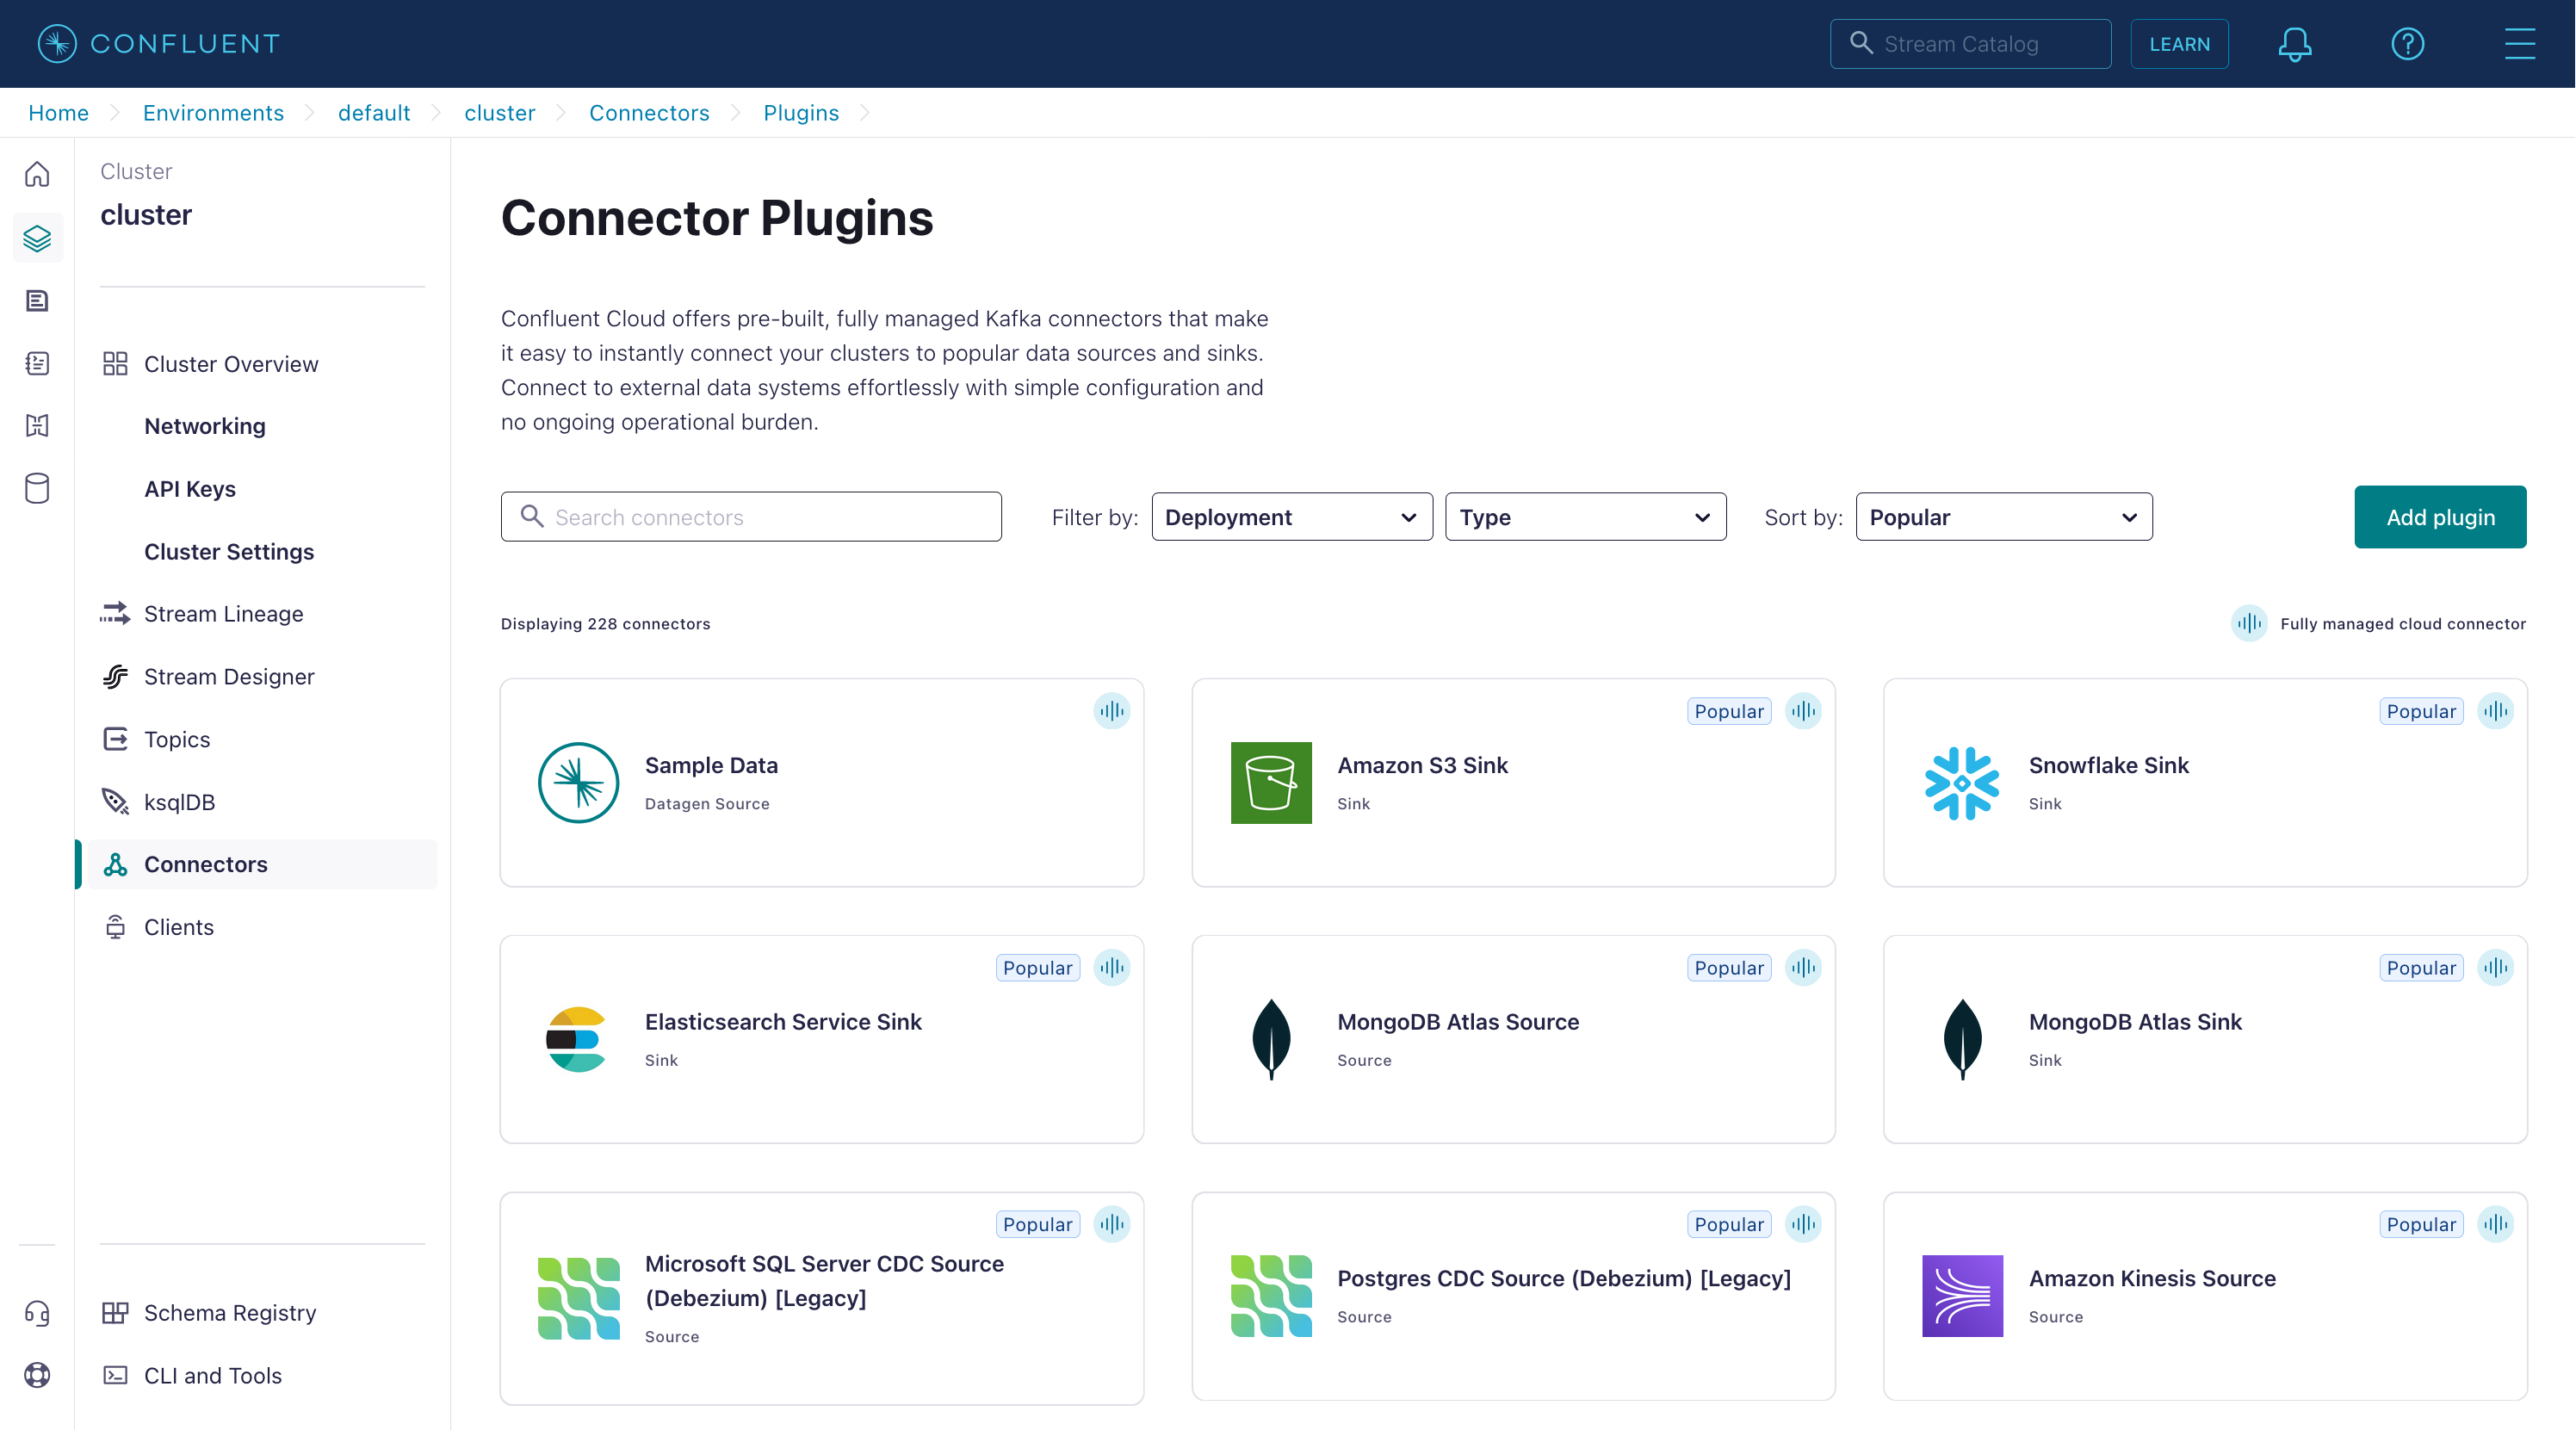 CONFLUENT
Stream Catalog
LEARN
Home
Environments
default
cluster
Connectors
Plugins
Cluster
cluster
Cluster Overview
Networking
API Keys
Cluster Settings
Stream Lineage
Stream Designer
Topics
ksqlDB
Connectors
Clients
Schema Registry
CLI and Tools
Connector Plugins
Confluent Cloud offers pre-built, fully managed Kafka connectors that make
it easy to instantly connect your clusters to popular data sources and sinks.
Connect to external data systems effortlessly with simple configuration and
no ongoing operational burden.
Search connectors
Filter by:
Deployment
Type
Sort by:
Popular
Add plugin
Displaying 228 connectors
Fully managed cloud connector
Sample Data
Datagen Source
Popular
Amazon S3 Sink
Sink
Popular
Snowflake Sink
Sink
Popular
Elasticsearch Service Sink
Sink
Popular
MongoDB Atlas Source
Source
Popular
MongoDB Atlas Sink
Sink
Popular
Microsoft SQL Server CDC Source
(Debezium) [Legacy]
Source
Popular
Postgres CDC Source (Debezium) [Legacy]
Source
Popular
Amazon Kinesis Source
Source